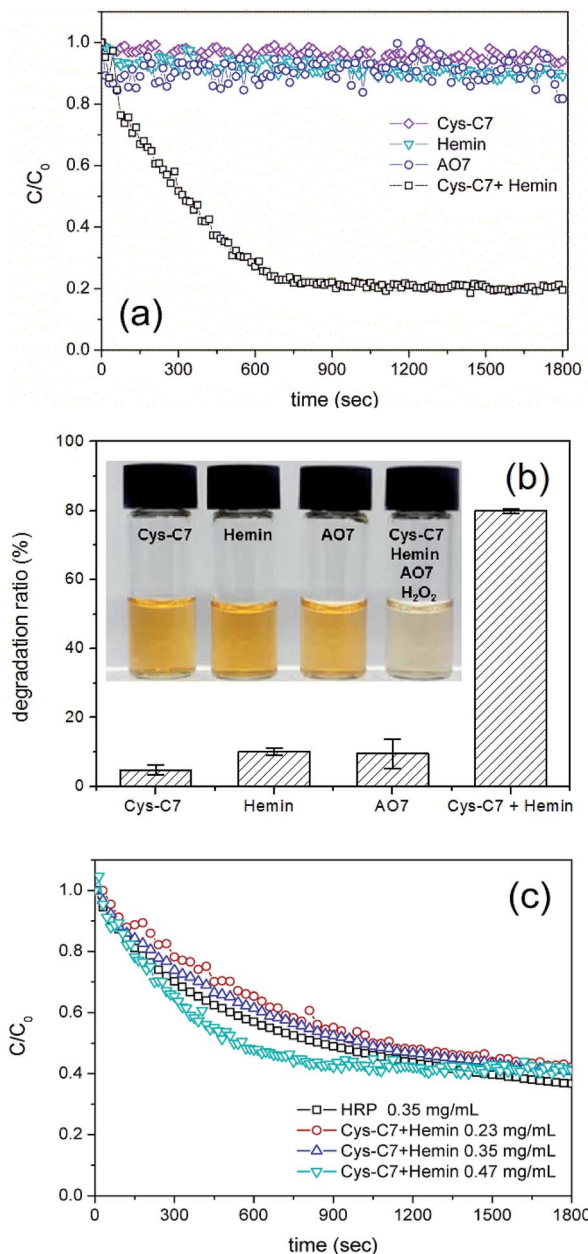 1.0
0.8
0.6
0.4
0.2
0.0
C/C0
Cys-C7
Hemin
AO7
Cys-C7+ Hemin
(a)
0 300 600 900 1200 1500 1800
time (sec)
100
80
60
40
20
0
degradation ratio (%)
(b)
Cys-C7 Hemin AO7 Cys-C7
Hemin
AO7
H2O2
Cys-C7 Hemin AO7 Cys-C7 + Hemin
(c)
1.0
0.8
0.6
0.4
0.2
0.0
C/C0
HRP 0.35 mg/mL
Cys-C7+Hemin 0.23 mg/mL
Cys-C7+Hemin 0.35 mg/mL
Cys-C7+Hemin 0.47 mg/mL
0 300 600 900 1200 1500 1800
time (sec)